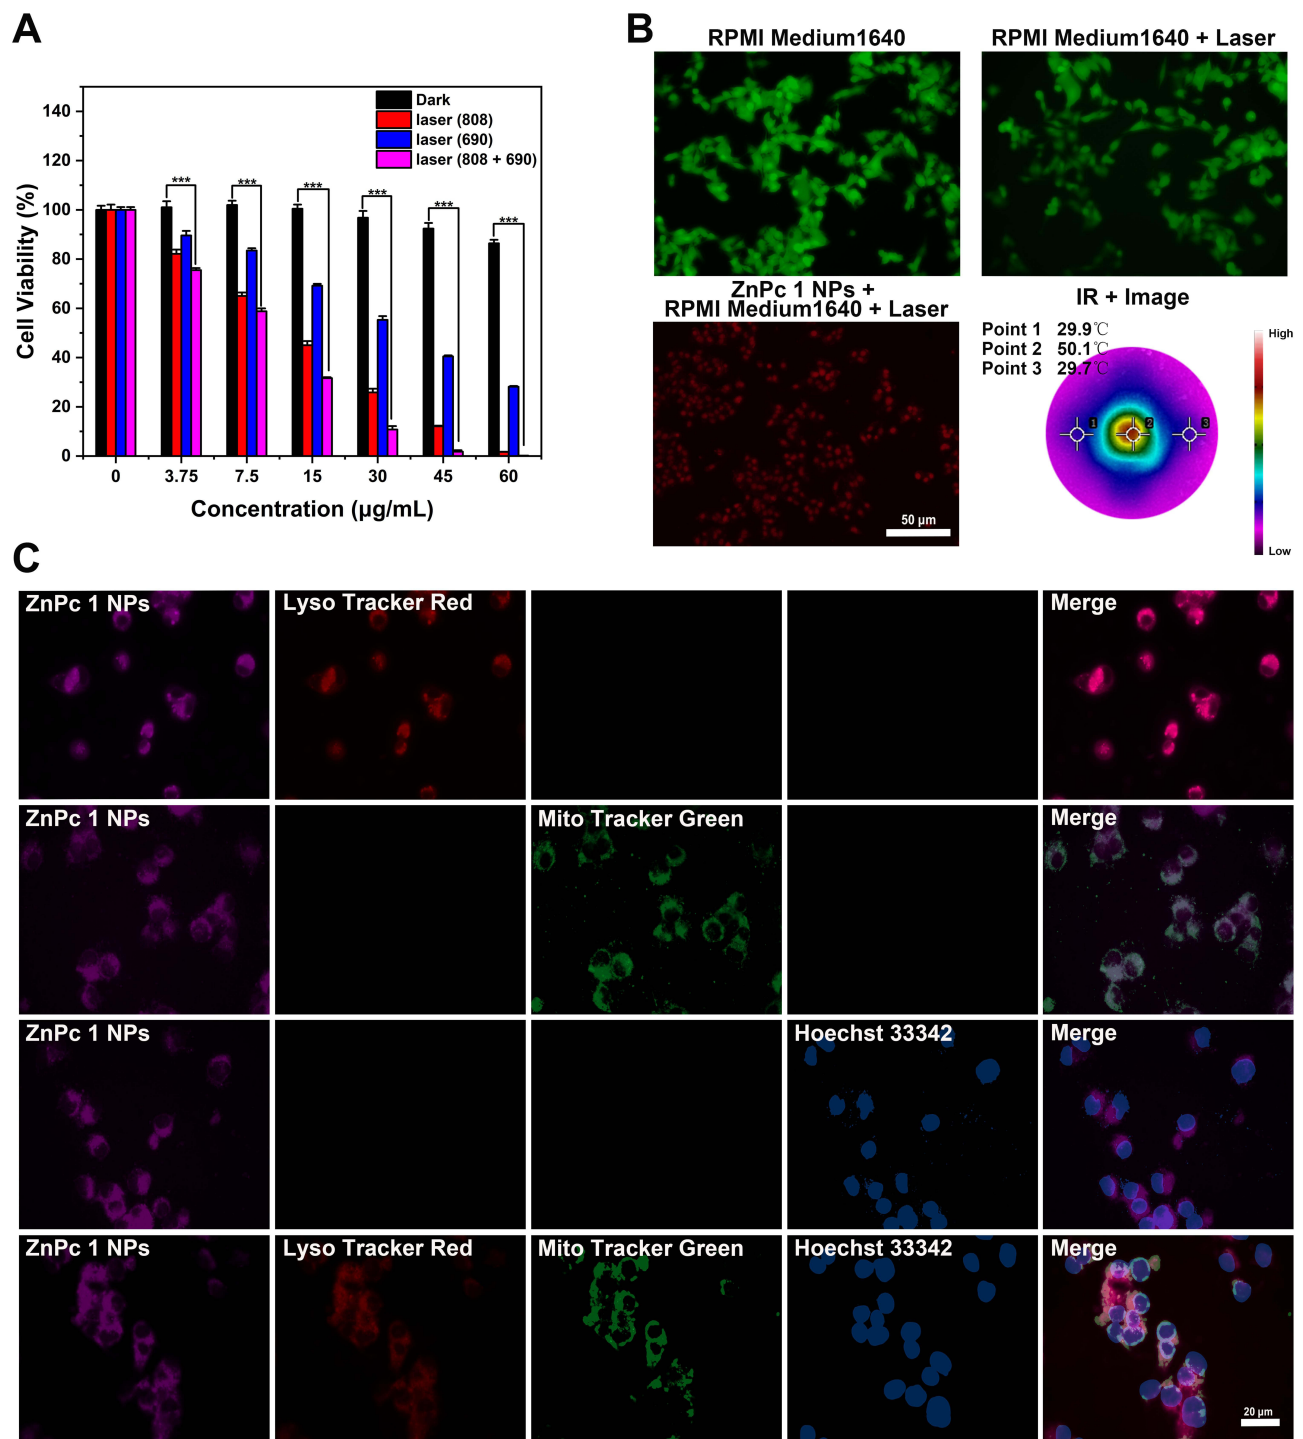 A
140
120
100
80
60
40
20
0
Cell Viability (%)
Dark
laser (808)
laser (690)
laser (808 + 690)
*** *** *** *** *** ***
0 3.75 7.5 15 30 45 60
Concentration (µg/mL)
B
RPMI Medium1640
RPMI Medium1640 + Laser
ZnPc 1 NPs +
RPMI Medium1640 + Laser
50 µm
IR + Image
Point 1 29.9℃
Point 2 50.1℃
Point 3 29.7℃
1 2 3
High
Low
C
ZnPc 1 NPs Lyso Tracker Red Merge
ZnPc 1 NPs Mito Tracker Green Merge
ZnPc 1 NPs Hoechst 33342 Merge
ZnPc 1 NPs Lyso Tracker Red Mito Tracker Green Hoechst 33342 Merge
20 µm